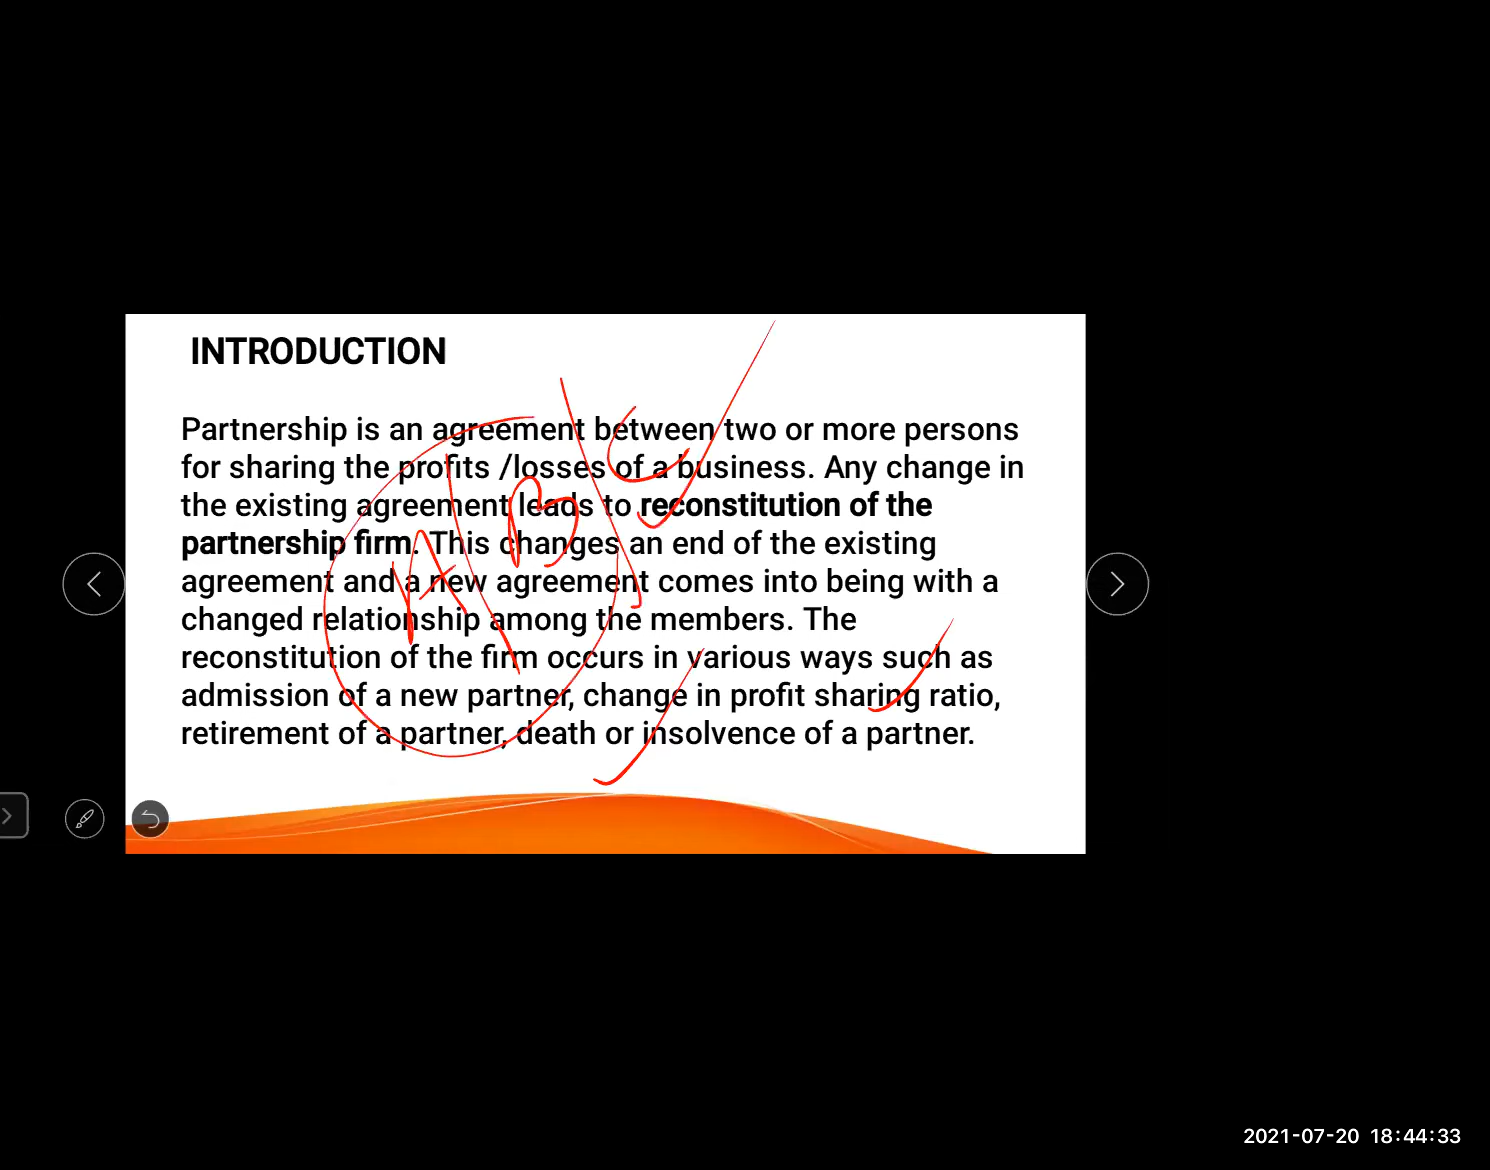 INTRODUCTION
Partnership is an agreement between two or more persons
for sharing the profits /losses of a business. Any change in
the existing agreement leads to reconstitution of the
partnership firm. This changes an end of the existing
agreement and a new agreement comes into being with a
changed relationship among the members. The
reconstitution of the firm occurs in various ways such as
admission of a new partner, change in profit sharing ratio,
retirement of a partner, death or insolvence of a partner.
A B C
2021-07-20 18:44:33